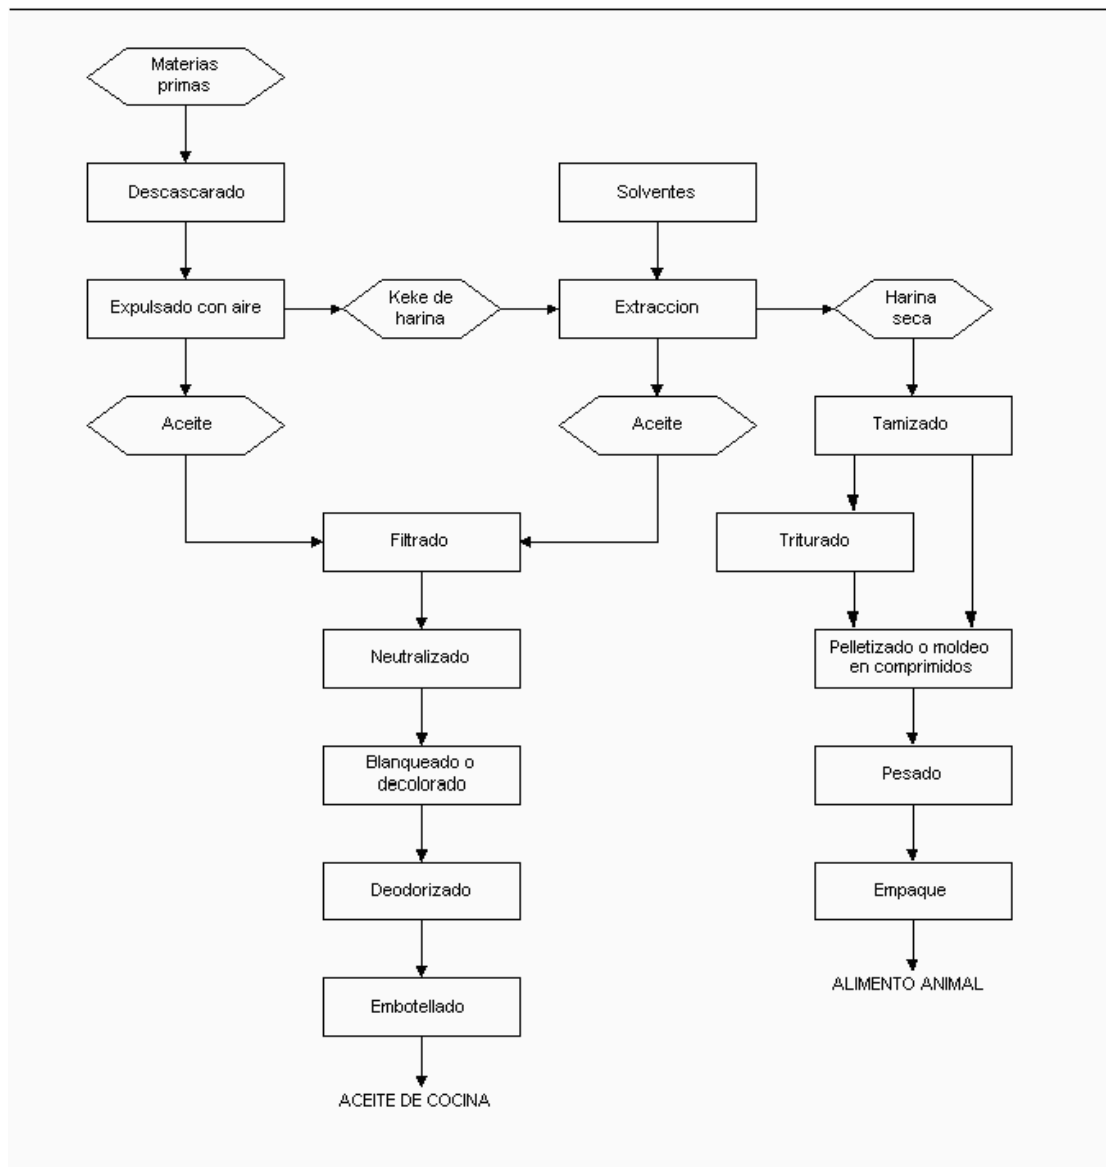 Materias
primas
Descascarado
Solventes
Expulsado con aire
Keke de
harina
Extraccion
Harina
seca
Aceite
Aceite
Tamizado
Filtrado
Triturado
Neutralizado
Pelletizado o moldeo
en comprimidos
Blanqueado o
decolorado
Pesado
Deodorizado
Empaque
ALIMENTO ANIMAL
Embotellado
ACEITE DE COCINA